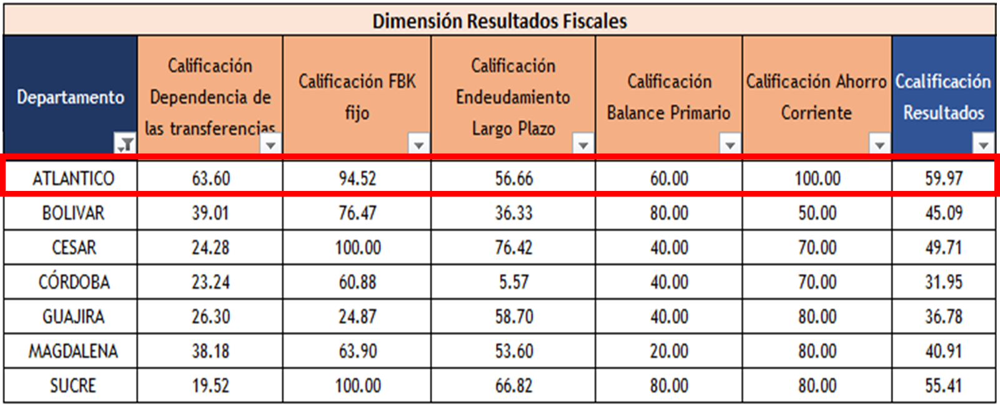 Dimensión Resultados Fiscales
Departamento
Calificación
Dependencia de
las transferencias
Calificación FBK
fijo
Calificación
Endeudamiento
Largo Plazo
Calificación
Balance Primario
Calificación Ahorro
Corriente
Ccalificación
Resultados
ATLANTICO 63.60 94.52 56.66 60.00 100.00 59.97
BOLIVAR 39.01 76.47 36.33 80.00 50.00 45.09
CESAR 24.28 100.00 76.42 40.00 70.00 49.71
CÓRDOBA 23.24 60.88 5.57 40.00 70.00 31.95
GUAJIRA 26.30 24.87 58.70 40.00 80.00 36.78
MAGDALENA 38.18 63.90 53.60 20.00 80.00 40.91
SUCRE 19.52 100.00 66.82 80.00 80.00 55.41